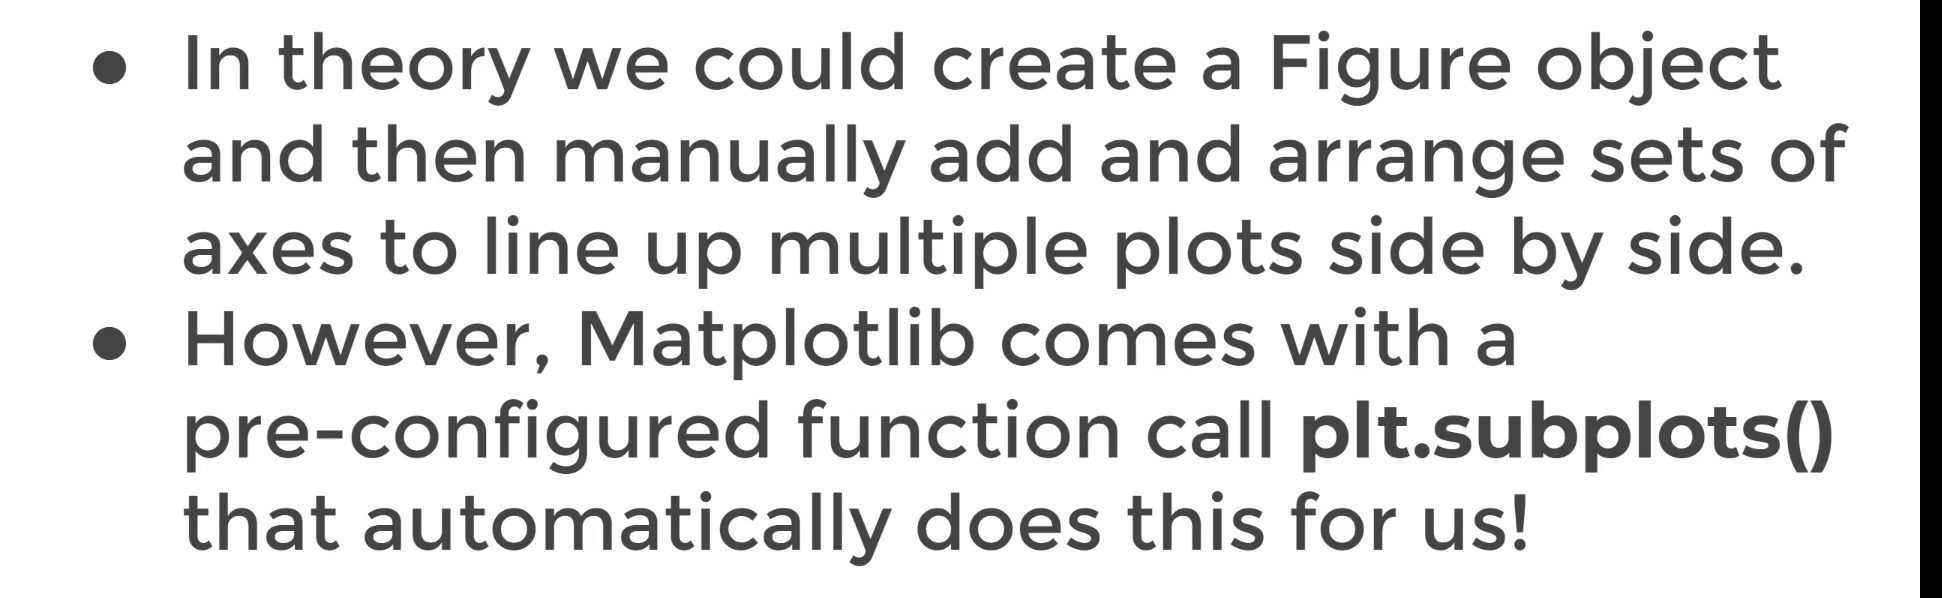 ● In theory we could create a Figure object
and then manually add and arrange sets of
axes to line up multiple plots side by side.
● However, Matplotlib comes with a
pre-configured function call plt.subplots()
that automatically does this for us!